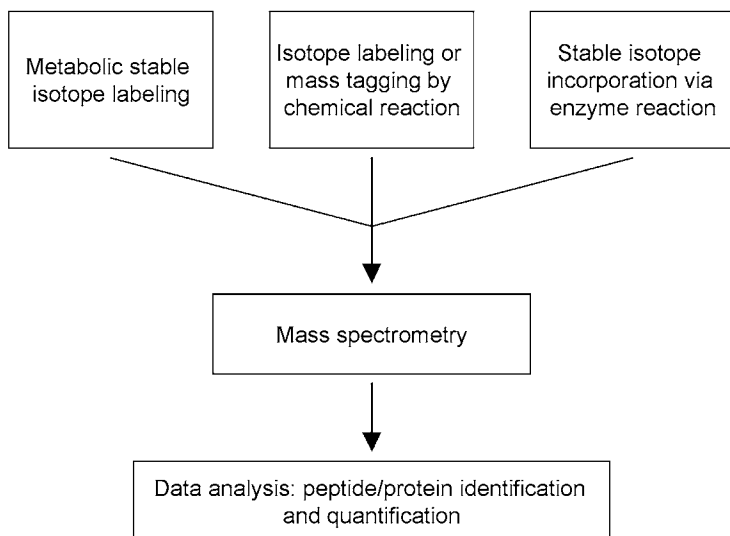 Metabolic stable
isotope labeling
Isotope labeling or
mass tagging by
chemical reaction
Stable isotope
incorporation via
enzyme reaction
Mass spectrometry
Data analysis: peptide/protein identification
and quantification